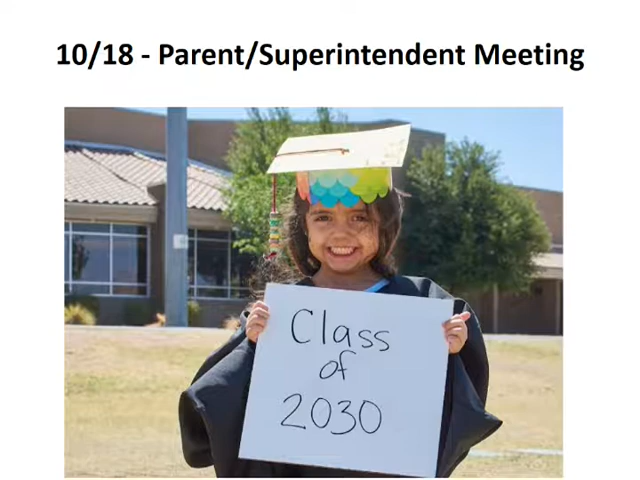 10/18 - Parent/Superintendent Meeting
Class
of
2030